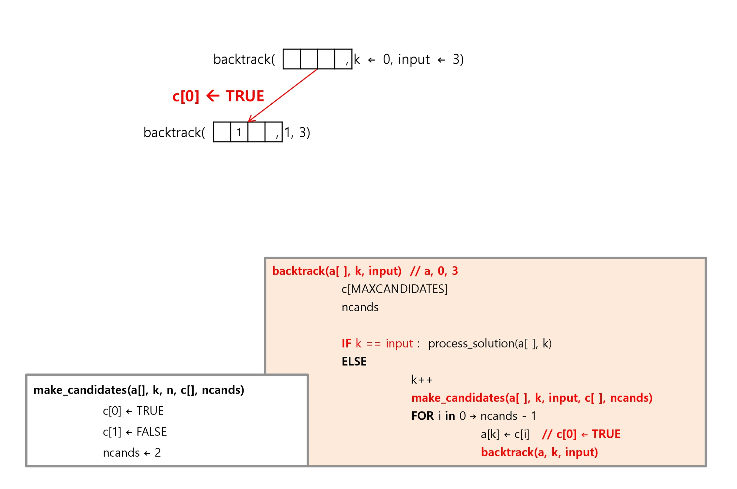 backtrack( , k ← 0, input ← 3)
c[0] ← TRUE
backtrack( 1 , 1, 3)
backtrack(a[ ], k, input) // a, 0, 3
c[MAXCANDIDATES]
ncands
IF k == input : process_solution(a[ ], k)
ELSE
k++
make_candidates(a[ ], k, input, c[ ], ncands)
FOR i in 0 → ncands - 1
a[k] ← c[i] // c[0] ← TRUE
backtrack(a, k, input)
make_candidates(a[], k, n, c[], ncands)
c[0] ← TRUE
c[1] ← FALSE
ncands ← 2